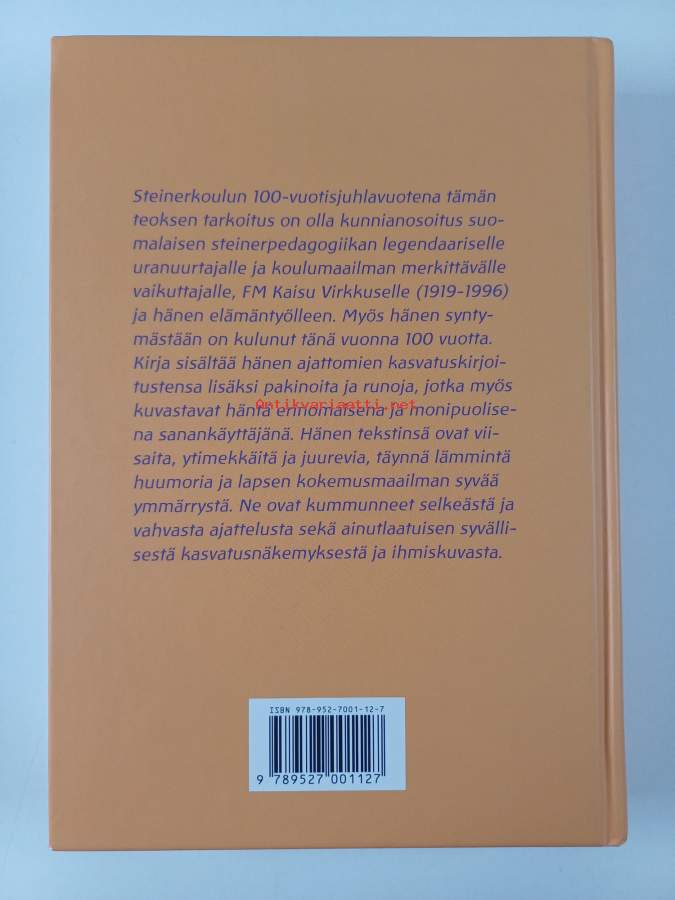 Steinerkoulun 100-vuotisjuhlavuotena tämän
teoksen tarkoitus on olla kunnianosoitus suo-
malaisen steinerpedagogiikan legendaariselle
uranuurtajalle ja koulumaailman merkittävälle
vaikuttajalle, FM Kaisu Virkkuselle (1919-1996)
ja hänen elämäntyölleen. Myös hänen synty-
mästään on kulunut tänä vuonna 100 vuotta.
Kirja sisältää hänen ajattomien kasvatuskirjoi-
tustensa lisäksi pakinoita ja runoja, jotka myös
kuvastavat häntä erinomaisena ja monipuolise-
Antikvariaatti.net
na sanankäyttäjänä. Hänen tekstinsä ovat vii-
saita, ytimekkäitä ja juurevia, täynnä lämmintä
huumoria ja lapsen kokemusmaailman syvää
ymmärrystä. Ne ovat kummunneet selkeästä ja
vahvasta ajattelusta sekä ainutlaatuisen syvälli-
sestä kasvatusnäkemyksestä ja ihmiskuvasta.
ISBN 978-952-7001-12-7
9 789527 001127